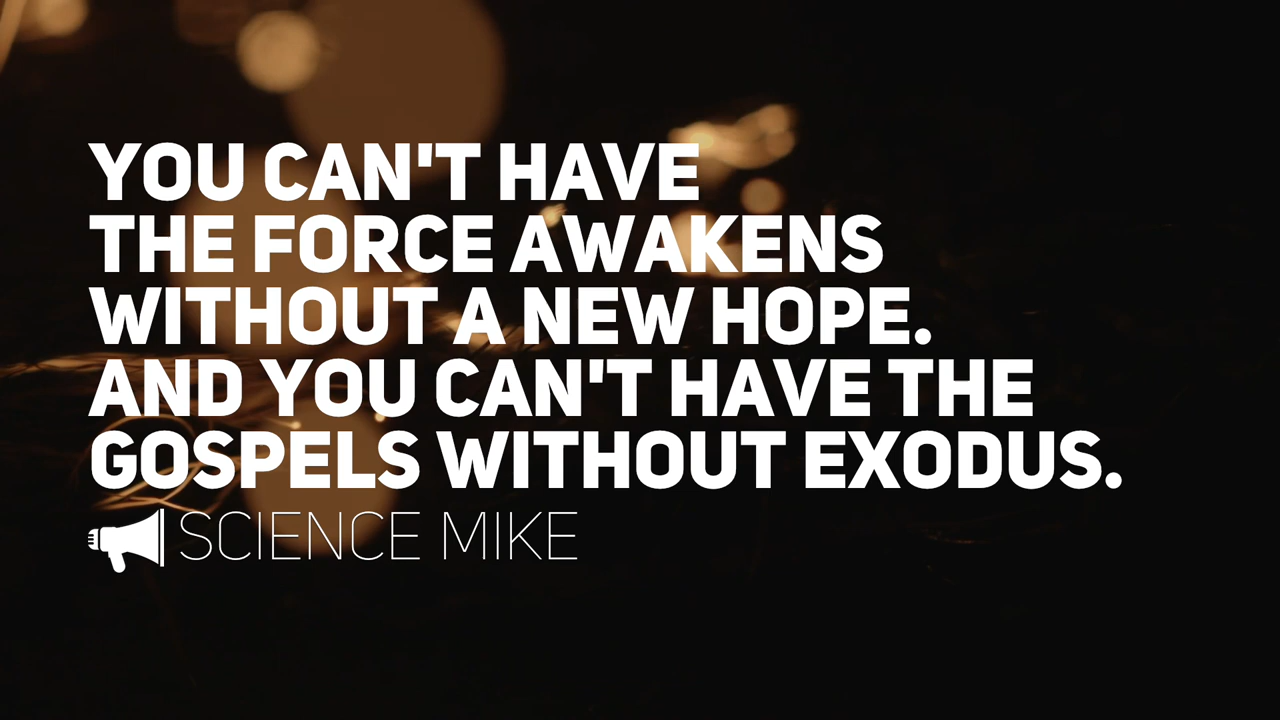 YOU CAN'T HAVE
THE FORCE AWAKENS
WITHOUT A NEW HOPE.
AND YOU CAN'T HAVE THE
GOSPELS WITHOUT EXODUS.
SCIENCE MIKE